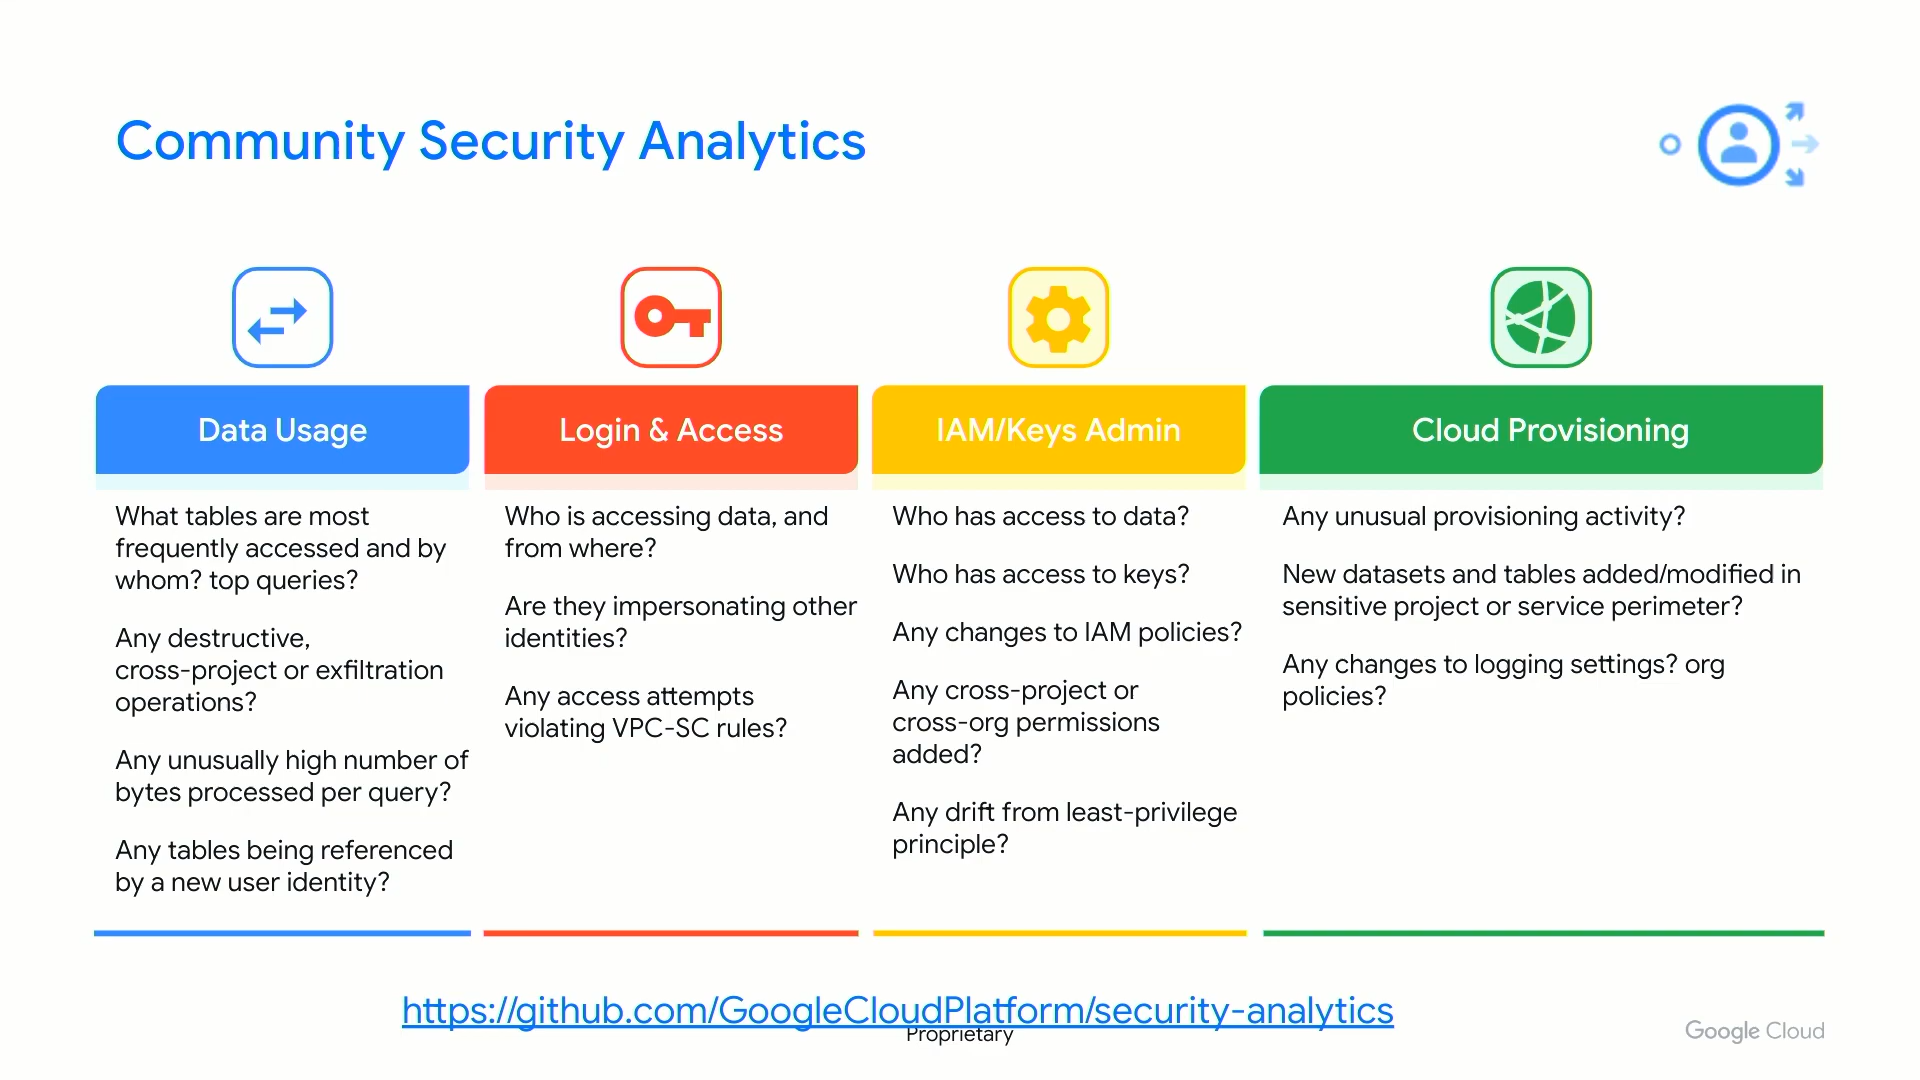 Community Security Analytics
Data Usage
What tables are most
frequently accessed and by
whom? top queries?
Any destructive,
cross-project or exfiltration
operations?
Any unusually high number of
bytes processed per query?
Any tables being referenced
by a new user identity?
Login & Access
Who is accessing data, and
from where?
Are they impersonating other
identities?
Any access attempts
violating VPC-SC rules?
IAM/Keys Admin
Who has access to data?
Who has access to keys?
Any changes to IAM policies?
Any cross-project or
cross-org permissions
added?
Any drift from least-privilege
principle?
Cloud Provisioning
Any unusual provisioning activity?
New datasets and tables added/modified in
sensitive project or service perimeter?
Any changes to logging settings? org
policies?
https://github.com/GoogleCloudPlatform/security-analytics
Proprietary
Google Cloud